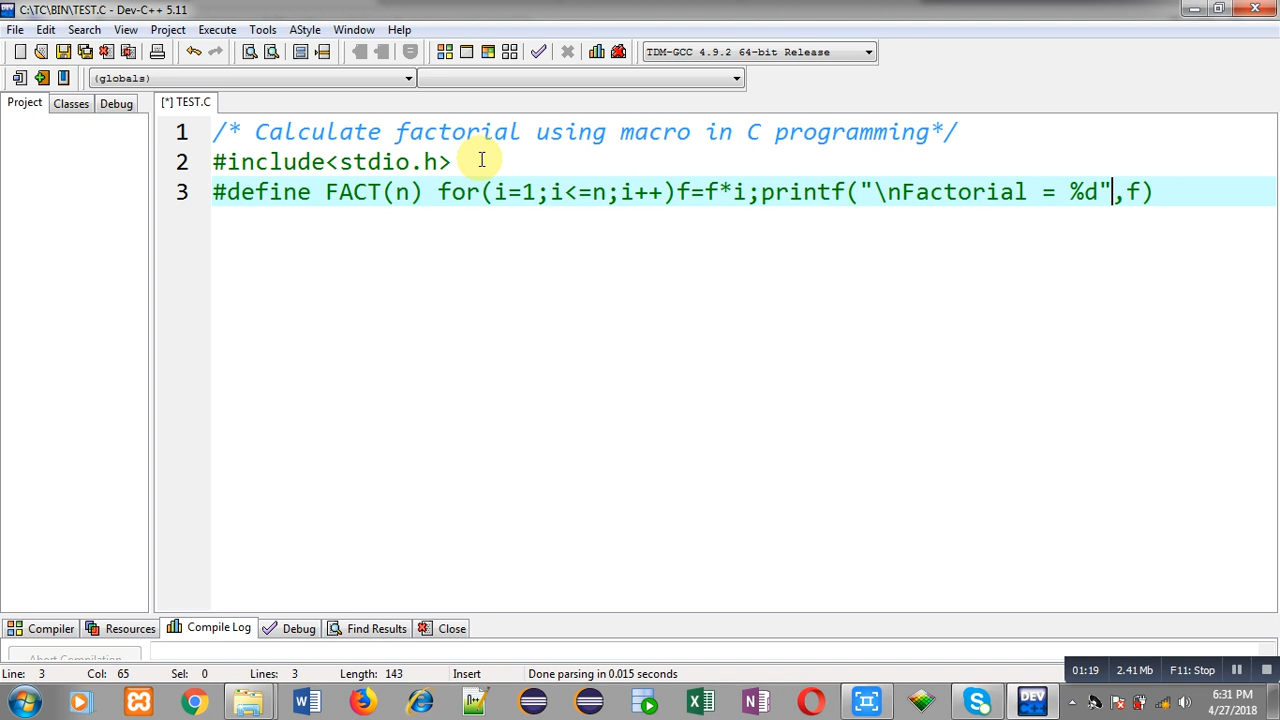 C:\TC\BIN\TEST.C - Dev-C++ 5.11
File Edit Search View Project Execute Tools AStyle Window Help
TDM-GCC 4.9.2 64-bit Release
(globals)
Project Classes Debug
[*] TEST.C
1 /* Calculate factorial using macro in C programming*/
2 #include<stdio.h>
3 #define FACT(n) for(i=1;i<=n;i++)f=f*i;printf("\nFactorial = %d",f)
Compiler Resources Compile Log Debug Find Results Close
Abort Compilation
Line: 3 Col: 65 Sel: 0 Lines: 3 Length: 143 Insert Done parsing in 0.015 seconds
01:19 2.41 Mb F11: Stop
DEV
6:31 PM
4/27/2018